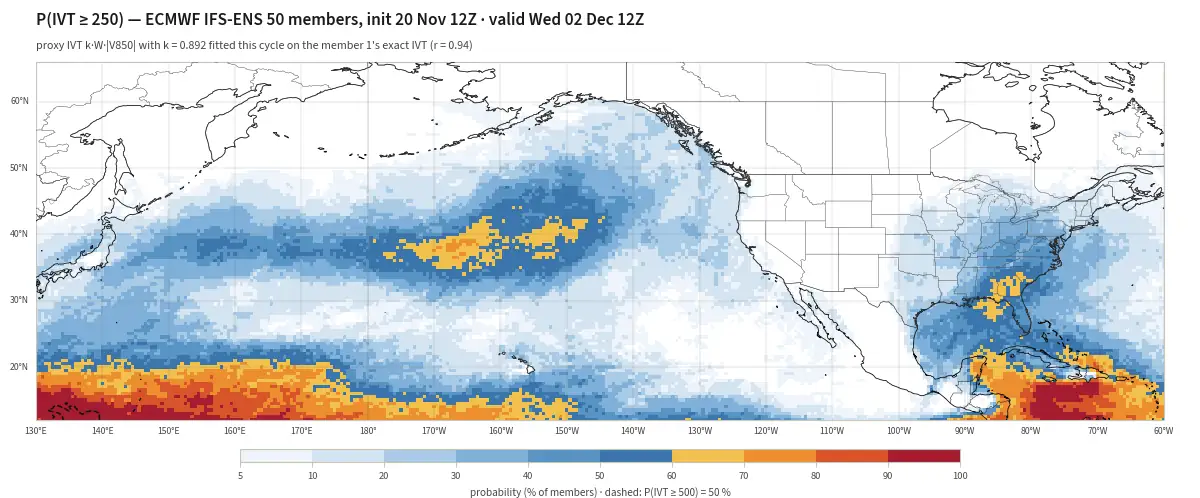 P(IVT ≥ 250) — ECMWF IFS-ENS 50 members, init 20 Nov 12Z · valid Wed 02 Dec 12Z
proxy IVT k·W·|V850| with k = 0.892 fitted this cycle on the member 1's exact IVT (r = 0.94)
60°N
50°N
40°N
30°N
20°N
130°E 140°E 150°E 160°E 170°E 180° 170°W 160°W 150°W 140°W 130°W 120°W 110°W 100°W 90°W 80°W 70°W 60°W
5 10 20 30 40 50 60 70 80 90 100
probability (% of members) · dashed: P(IVT ≥ 500) = 50 %